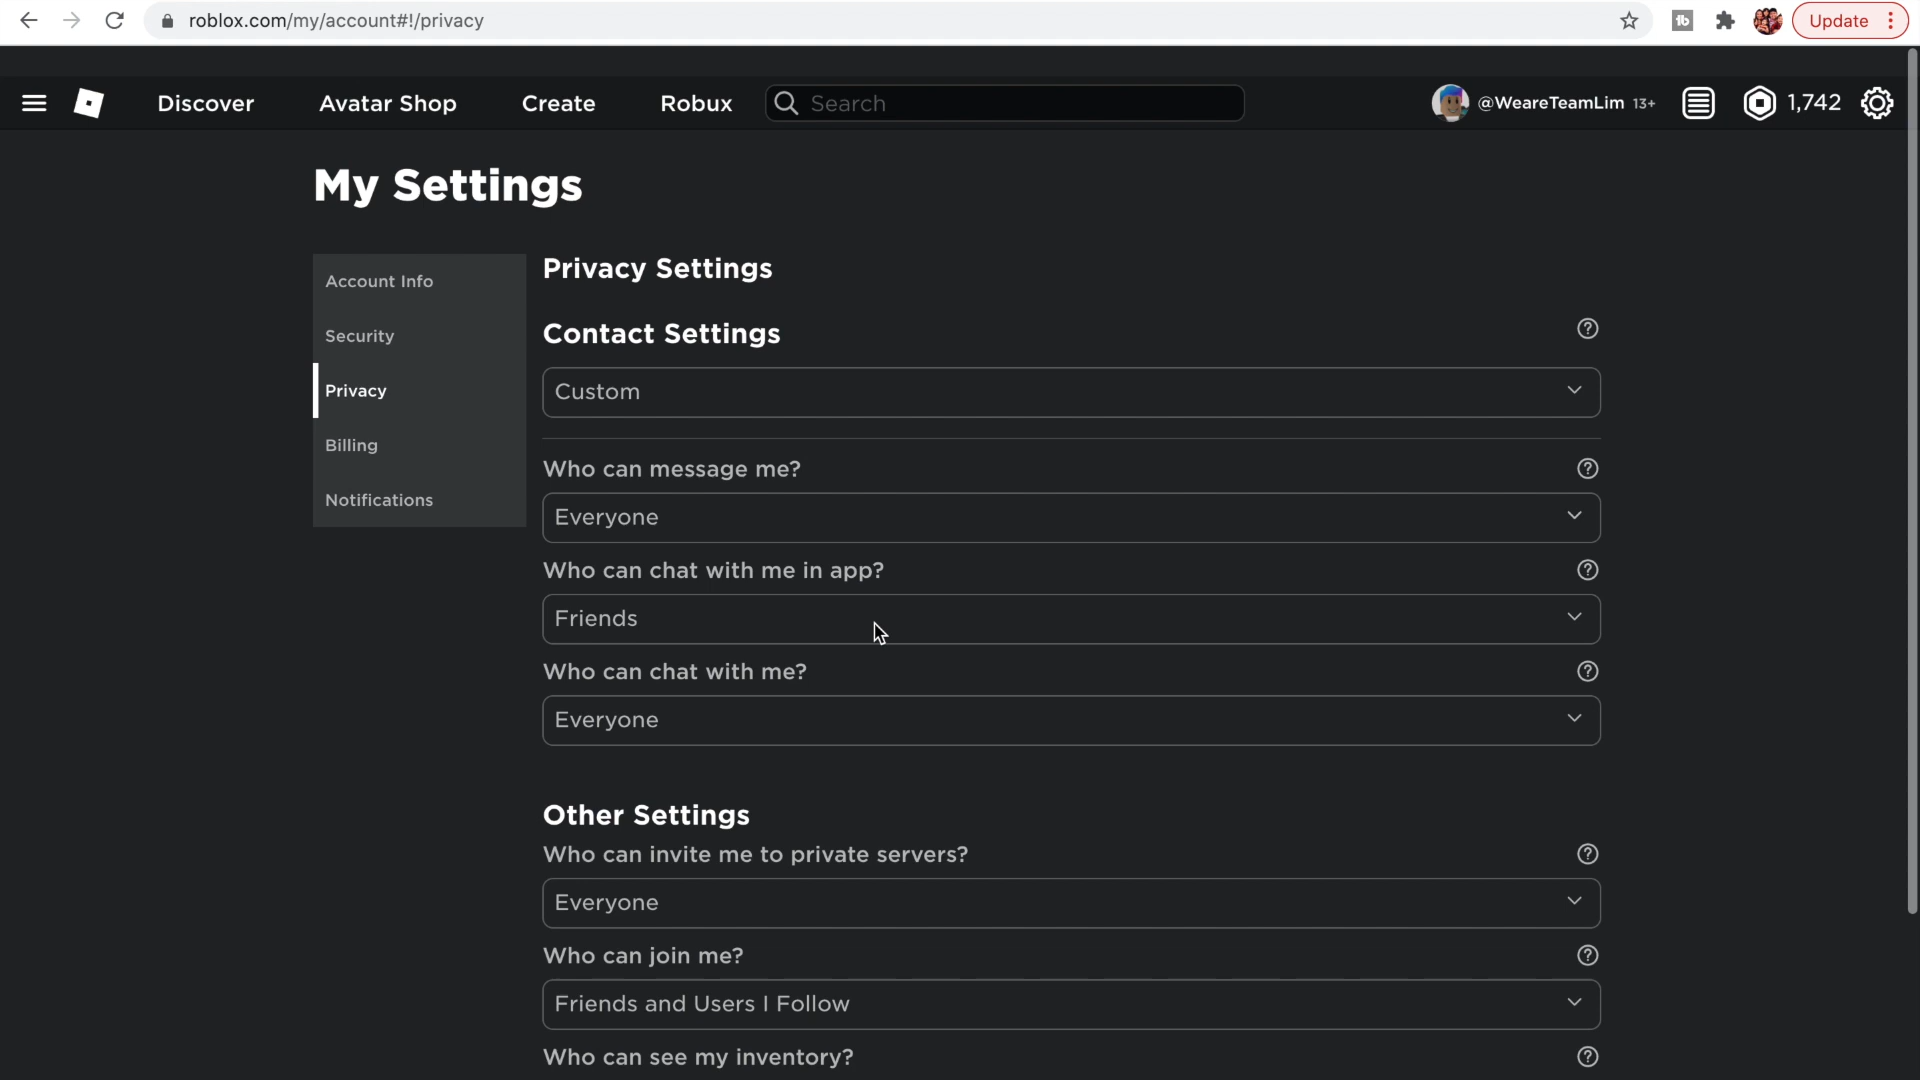 roblox.com/my/account#!/privacy
Update
Discover
Avatar Shop
Create
Robux
Search
@WeareTeamLim 13+
1,742
My Settings
Account Info
Security
Privacy
Billing
Notifications
Privacy Settings
Contact Settings
Custom
Who can message me?
Everyone
Who can chat with me in app?
Friends
Who can chat with me?
Everyone
Other Settings
Who can invite me to private servers?
Everyone
Who can join me?
Friends and Users I Follow
Who can see my inventory?